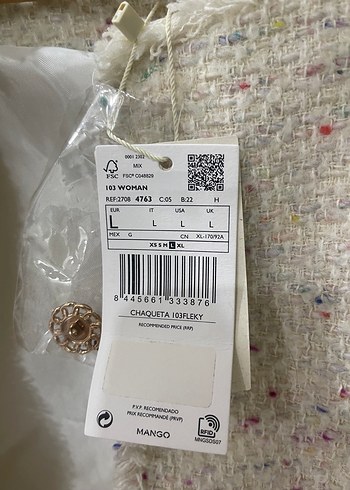 0001 2302
MIX
FSC
FSC® C048829
103 WOMAN
REF:2708 4763 C:05 B:22 H
EUR IT USA UK
L L L L
MEX G CN XL-170/92A
XS S M L XL
8 445661 333876
CHAQUETA 103FLEKY
RECOMMENDED PRICE (RRP)
P.V.P. RECOMENDADO
PRIX RECOMMANDÉ (PRVP)
RFID
MANGO
MNGSDS07